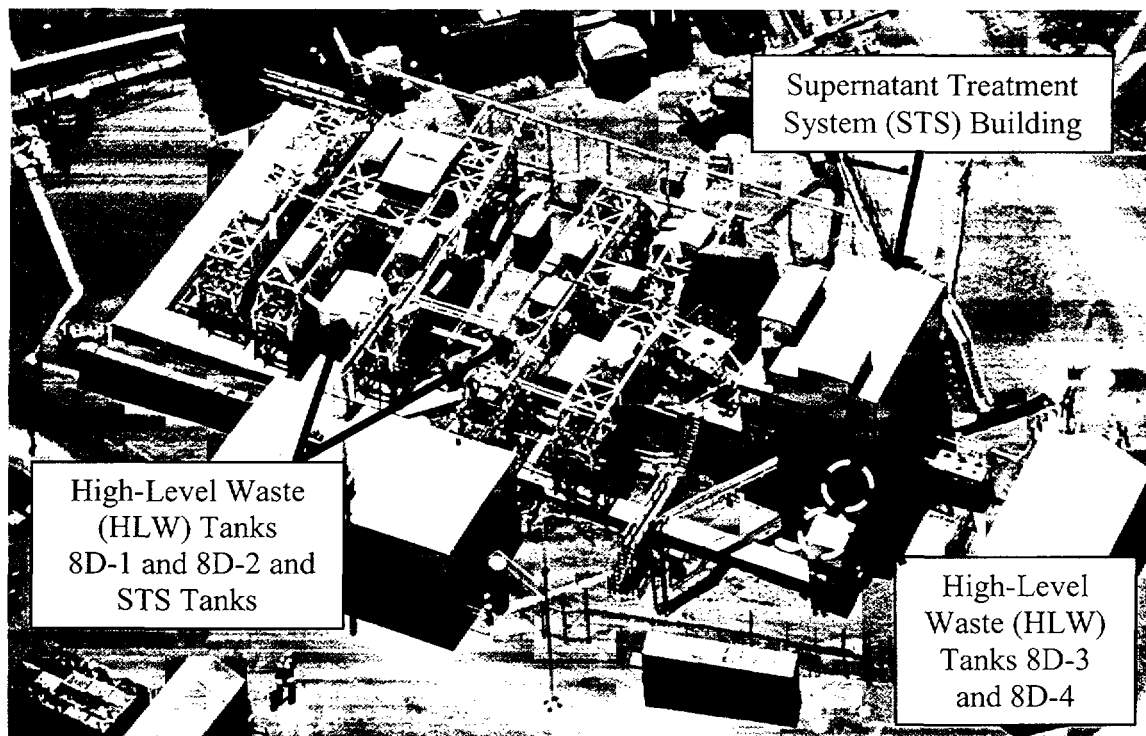 Supernatant Treatment
System (STS) Building
High-Level Waste
(HLW) Tanks
8D-1 and 8D-2 and
STS Tanks
High-Level
Waste (HLW)
Tanks 8D-3
and 8D-4